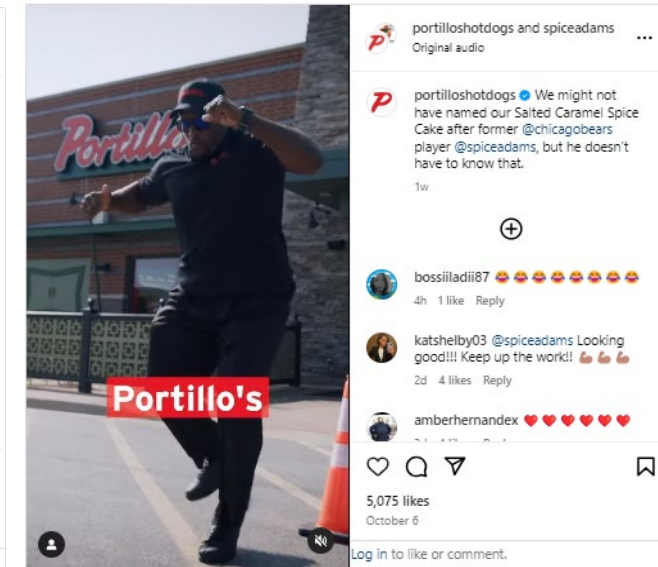 Portillo's
portilloshotdogs and spiceadams
Original audio
...
portilloshotdogs We might not
have named our Salted Caramel Spice
Cake after former @chicagobears
player @spiceadams, but he doesn't
have to know that.
1w
bossiiladii87 😂😂😂😂😂😂😂😂
4h 1 like Reply
katshelby03 @spiceadams Looking
good!!! Keep up the work!! 💪🏽💪🏽💪🏽
2d 4 likes Reply
amberhernandex ❤️❤️❤️❤️❤️❤️
5,075 likes
October 6
Log in to like or comment.